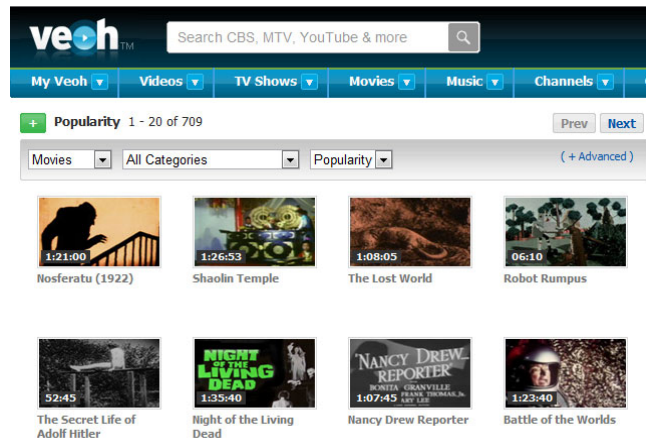 veoh TM
Search CBS, MTV, YouTube & more
My Veoh Videos TV Shows Movies Music Channels
+ Popularity 1 - 20 of 709 Prev Next
Movies All Categories Popularity ( + Advanced )
1:21:00 1:26:53 1:08:05 06:10
Nosferatu (1922) Shaolin Temple The Lost World Robot Rumpus
NIGHT OF THE LIVING DEAD
NANCY DREW REPORTER
BONITA GRANVILLE
FRANK THOMAS, Jr.
52:45 1:35:40 1:07:45 1:23:40
The Secret Life of Adolf Hitler
Night of the Living Dead
Nancy Drew Reporter
Battle of the Worlds